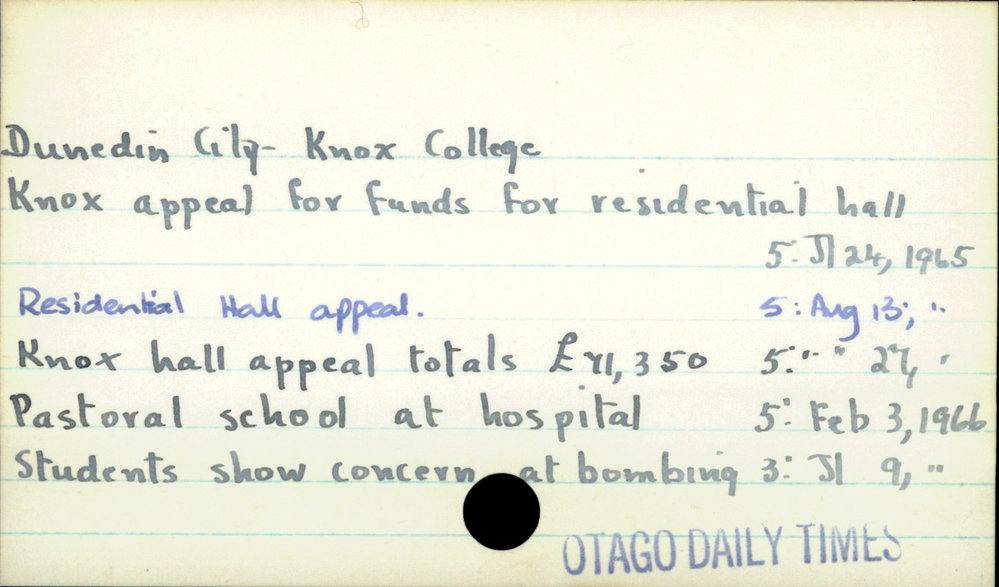 Dunedin City- Knox College
Knox appeal for funds for residential hall
5: Jl 24, 1965
Residential Hall appeal. 5: Aug 13, "
Knox hall appeal totals £71,350 5: " " 27, "
Pastoral school at hospital 5: Feb 3, 1966
Students show concern at bombing 3: Jl 9, "
OTAGO DAILY TIMES